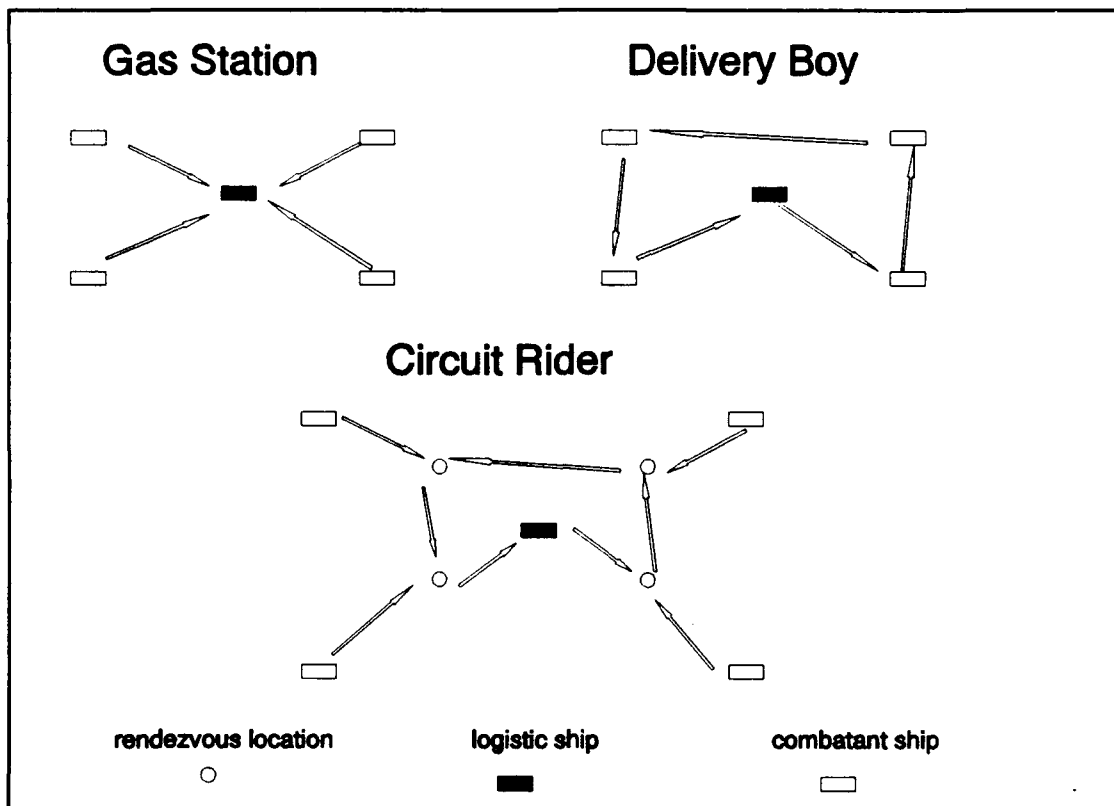 Gas Station
Delivery Boy
Circuit Rider
rendezvous location
logistic ship
combatant ship